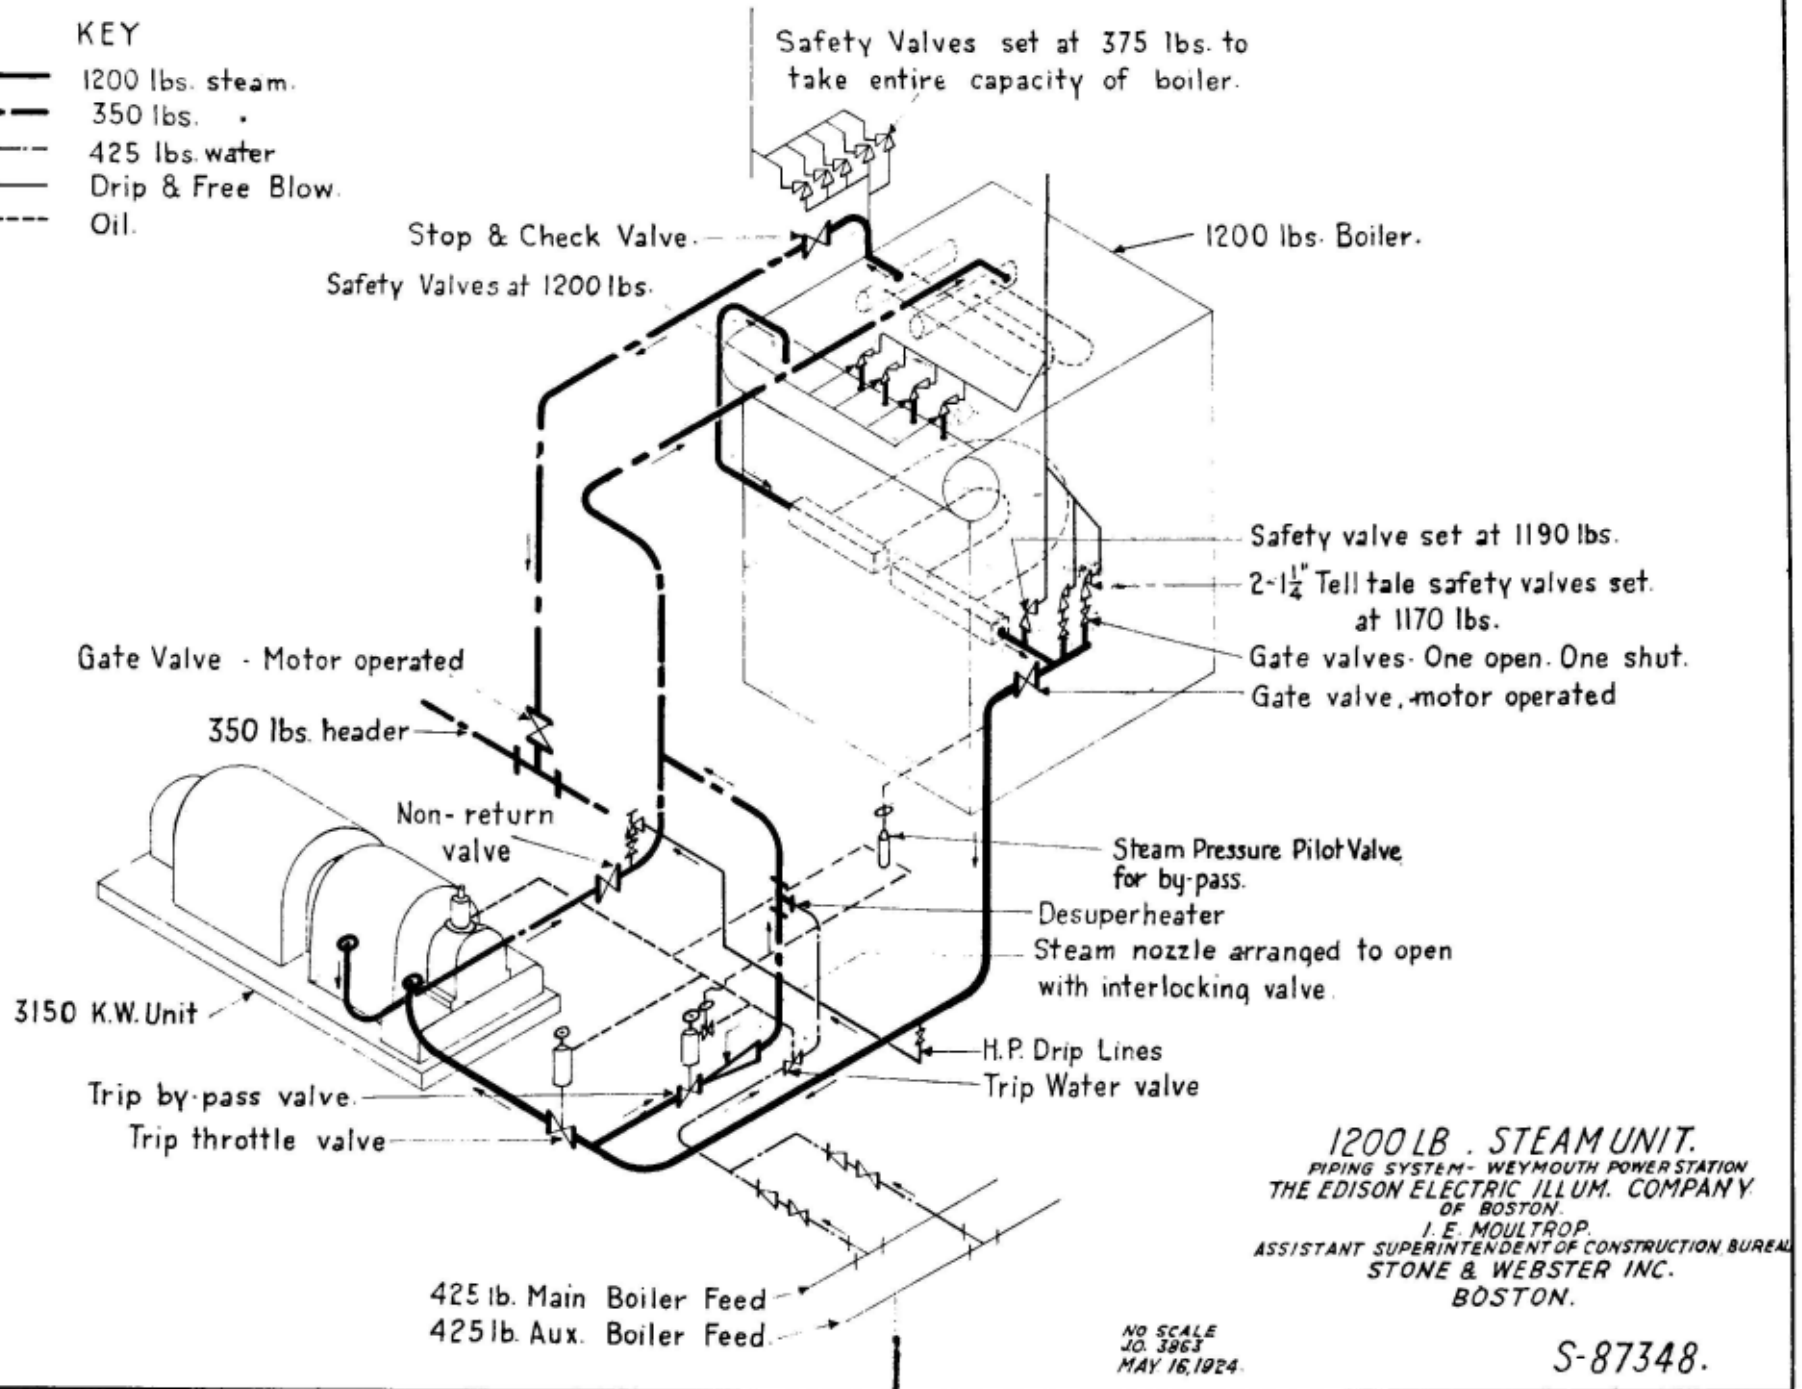 KEY
1200 lbs. steam.
350 lbs. "
425 lbs. water
Drip & Free Blow.
Oil.
Safety Valves set at 375 lbs. to
take entire capacity of boiler.
Stop & Check Valve.
1200 lbs. Boiler.
Safety Valves at 1200 lbs.
Safety valve set at 1190 lbs.
2-1¼" Tell tale safety valves set.
at 1170 lbs.
Gate valves. One open. One shut.
Gate valve, motor operated
Gate Valve - Motor operated
350 lbs. header
Non-return
valve
Steam Pressure Pilot Valve
for by-pass.
Desuperheater
Steam nozzle arranged to open
with interlocking valve.
3150 K.W. Unit
H.P. Drip Lines
Trip Water valve
Trip by-pass valve.
Trip throttle valve
425 lb. Main Boiler Feed
425 lb. Aux. Boiler Feed.
1200 LB. STEAM UNIT.
PIPING SYSTEM - WEYMOUTH POWER STATION
THE EDISON ELECTRIC ILLUM. COMPANY
OF BOSTON.
I. E. MOULTROP.
ASSISTANT SUPERINTENDENT OF CONSTRUCTION BUREAU
STONE & WEBSTER INC.
BOSTON.
NO SCALE
J.O. 3863
MAY 16, 1924.
S-87348.